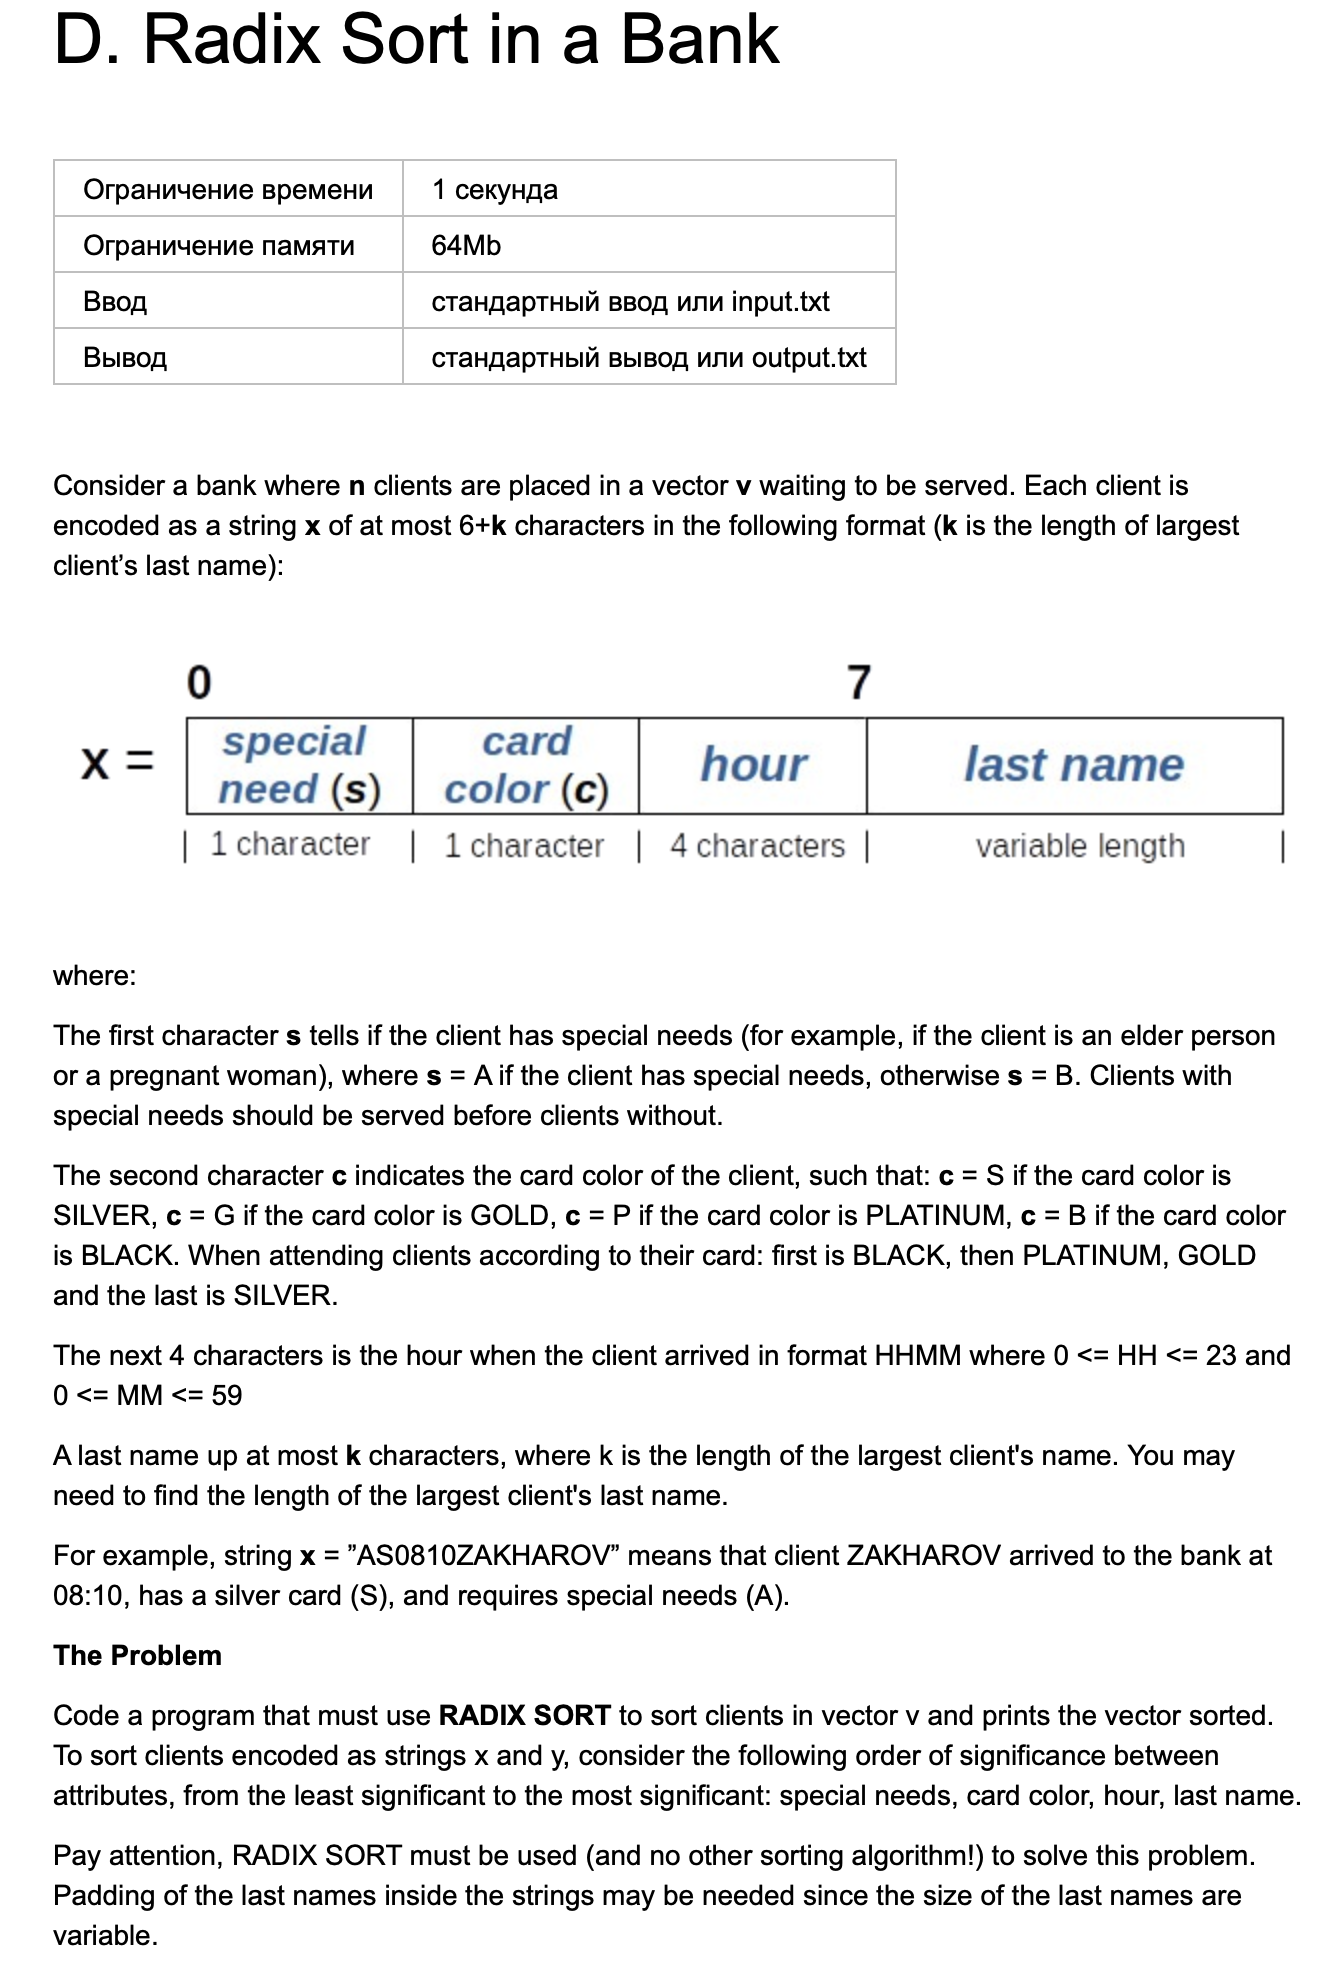 D. Radix Sort in a Bank
Ограничение времени 1 секунда
Ограничение памяти 64Mb
Ввод стандартный ввод или input.txt
Вывод стандартный вывод или output.txt
Consider a bank where n clients are placed in a vector v waiting to be served. Each client is
encoded as a string x of at most 6+k characters in the following format (k is the length of largest
client’s last name):
0 7
x = special need (s) card color (c) hour last name
| 1 character | 1 character | 4 characters | variable length |
where:
The first character s tells if the client has special needs (for example, if the client is an elder person
or a pregnant woman), where s = A if the client has special needs, otherwise s = B. Clients with
special needs should be served before clients without.
The second character c indicates the card color of the client, such that: c = S if the card color is
SILVER, c = G if the card color is GOLD, c = P if the card color is PLATINUM, c = B if the card color
is BLACK. When attending clients according to their card: first is BLACK, then PLATINUM, GOLD
and the last is SILVER.
The next 4 characters is the hour when the client arrived in format HHMM where 0 <= HH <= 23 and
0 <= MM <= 59
A last name up at most k characters, where k is the length of the largest client's name. You may
need to find the length of the largest client's last name.
For example, string x = ”AS0810ZAKHAROV” means that client ZAKHAROV arrived to the bank at
08:10, has a silver card (S), and requires special needs (A).
The Problem
Code a program that must use RADIX SORT to sort clients in vector v and prints the vector sorted.
To sort clients encoded as strings x and y, consider the following order of significance between
attributes, from the least significant to the most significant: special needs, card color, hour, last name.
Pay attention, RADIX SORT must be used (and no other sorting algorithm!) to solve this problem.
Padding of the last names inside the strings may be needed since the size of the last names are
variable.